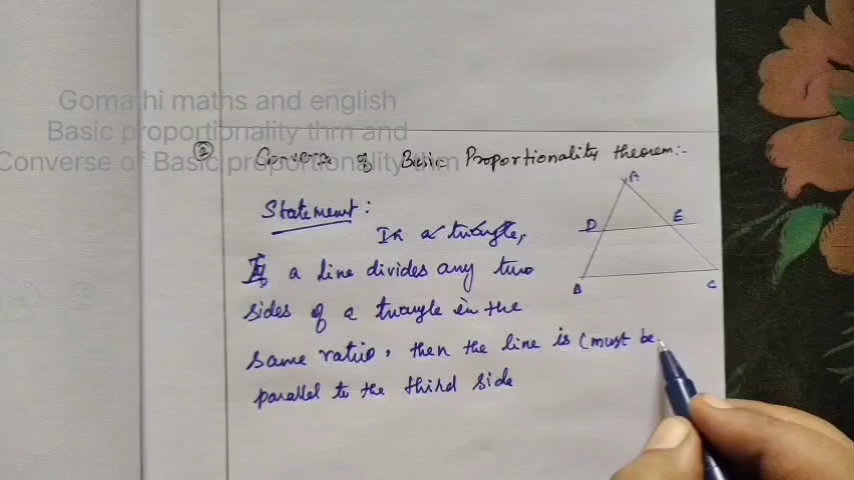 Gomathi maths and english
Basic proportionality thm and
Converse of Basic proportionality thm
② Converse of Basic Proportionality theorem:-
Statement:
In a triangle,
If a line divides any two
sides of a triangle in the
same ratio, then the line is (must be
parallel to the third side
A
D E
B C